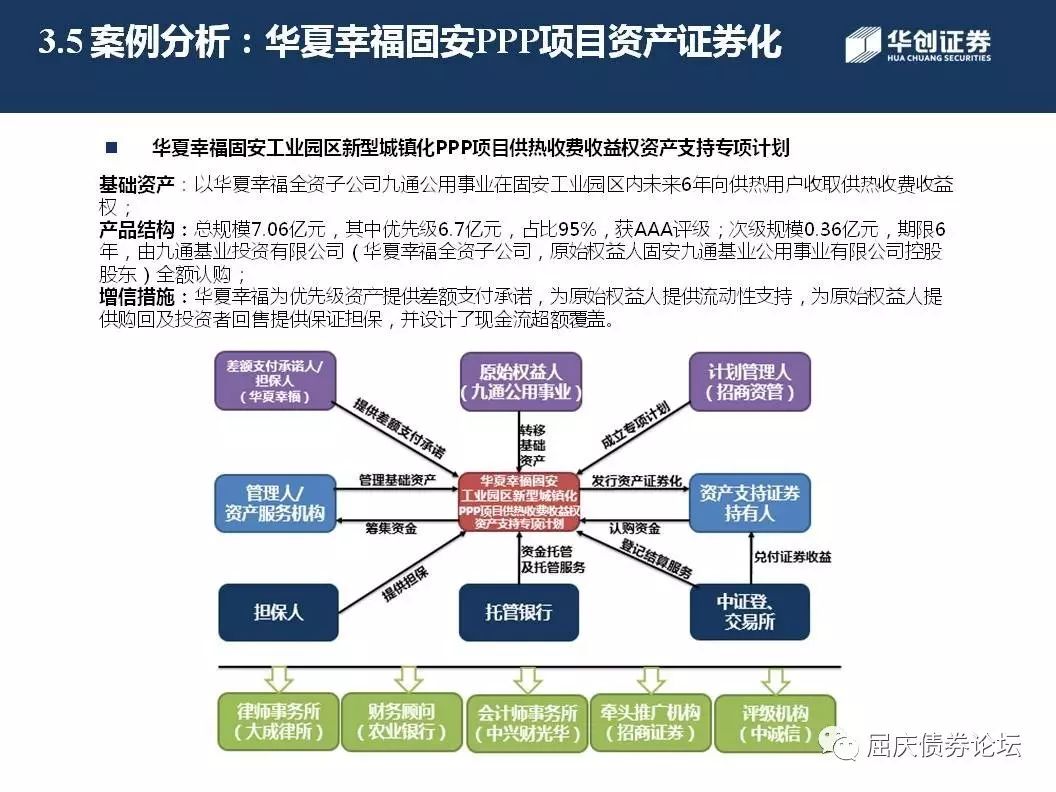 3.5 案例分析：华夏幸福固安PPP项目资产证券化
华创证券
HUA CHUANG SECURITIES
■ 华夏幸福固安工业园区新型城镇化PPP项目供热收费收益权资产支持专项计划
基础资产：以华夏幸福全资子公司九通公用事业在固安工业园区内未来6年向供热用户收取供热收费收益
权；
产品结构：总规模7.06亿元，其中优先级6.7亿元，占比95%，获AAA评级；次级规模0.36亿元，期限6
年，由九通基业投资有限公司（华夏幸福全资子公司，原始权益人固安九通基业公用事业有限公司控股
股东）全额认购；
增信措施：华夏幸福为优先级资产提供差额支付承诺，为原始权益人提供流动性支持，为原始权益人提
供购回及投资者回售提供保证担保，并设计了现金流超额覆盖。
差额支付承诺人/
担保人
（华夏幸福）
原始权益人
（九通公用事业）
计划管理人
（招商资管）
提供差额支付承诺
转移
基础
资产
成立专项计划
管理人/
资产服务机构
管理基础资产
筹集资金
华夏幸福固安
工业园区新型城镇化
PPP项目供热收费收益权
资产支持专项计划
发行资产证券化
认购资金
资产支持证券
持有人
提供担保
资金托管
及托管服务
登记结算服务
兑付证券收益
担保人
托管银行
中证登、
交易所
律师事务所
（大成律所）
财务顾问
（农业银行）
会计师事务所
（中兴财光华）
牵头推广机构
（招商证券）
评级机构
（中诚信）
屈庆债券论坛